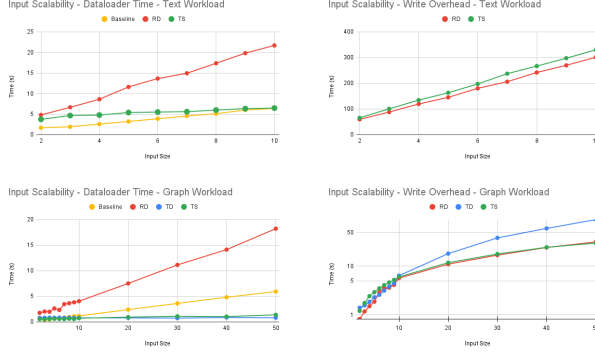 Input Scalability - Dataloader Time - Text Workload
Baseline RD TS
Time (s)
25
20
15
10
5
0
2 4 6 8 10
Input Size
Input Scalability - Write Overhead - Text Workload
RD TS
Time (s)
400
300
200
100
0
2 4 6 8 1
Input Size
Input Scalability - Dataloader Time - Graph Workload
Baseline RD TD TS
Time (s)
20
15
10
5
0
10 20 30 40 50
Input Size
Input Scalability - Write Overhead - Graph Workload
RD TD TS
Time (s)
50
10
5
1
10 20 30 40 5
Input Size